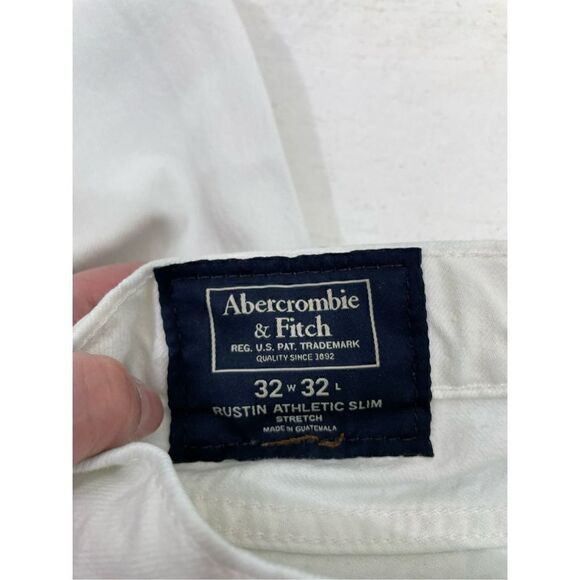 Abercrombie
& Fitch
REG. U.S. PAT. TRADEMARK
QUALITY SINCE 1892
32 W 32 L
RUSTIN ATHLETIC SLIM
STRETCH
MADE IN GUATEMALA